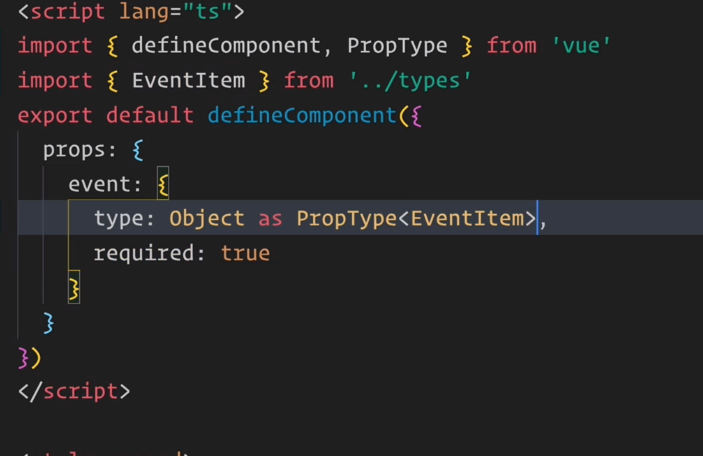 <script lang="ts">
import { defineComponent, PropType } from 'vue'
import { EventItem } from '../types'
export default defineComponent({
  props: {
    event: {
      type: Object as PropType<EventItem>,
      required: true
    }
  }
})
</script>